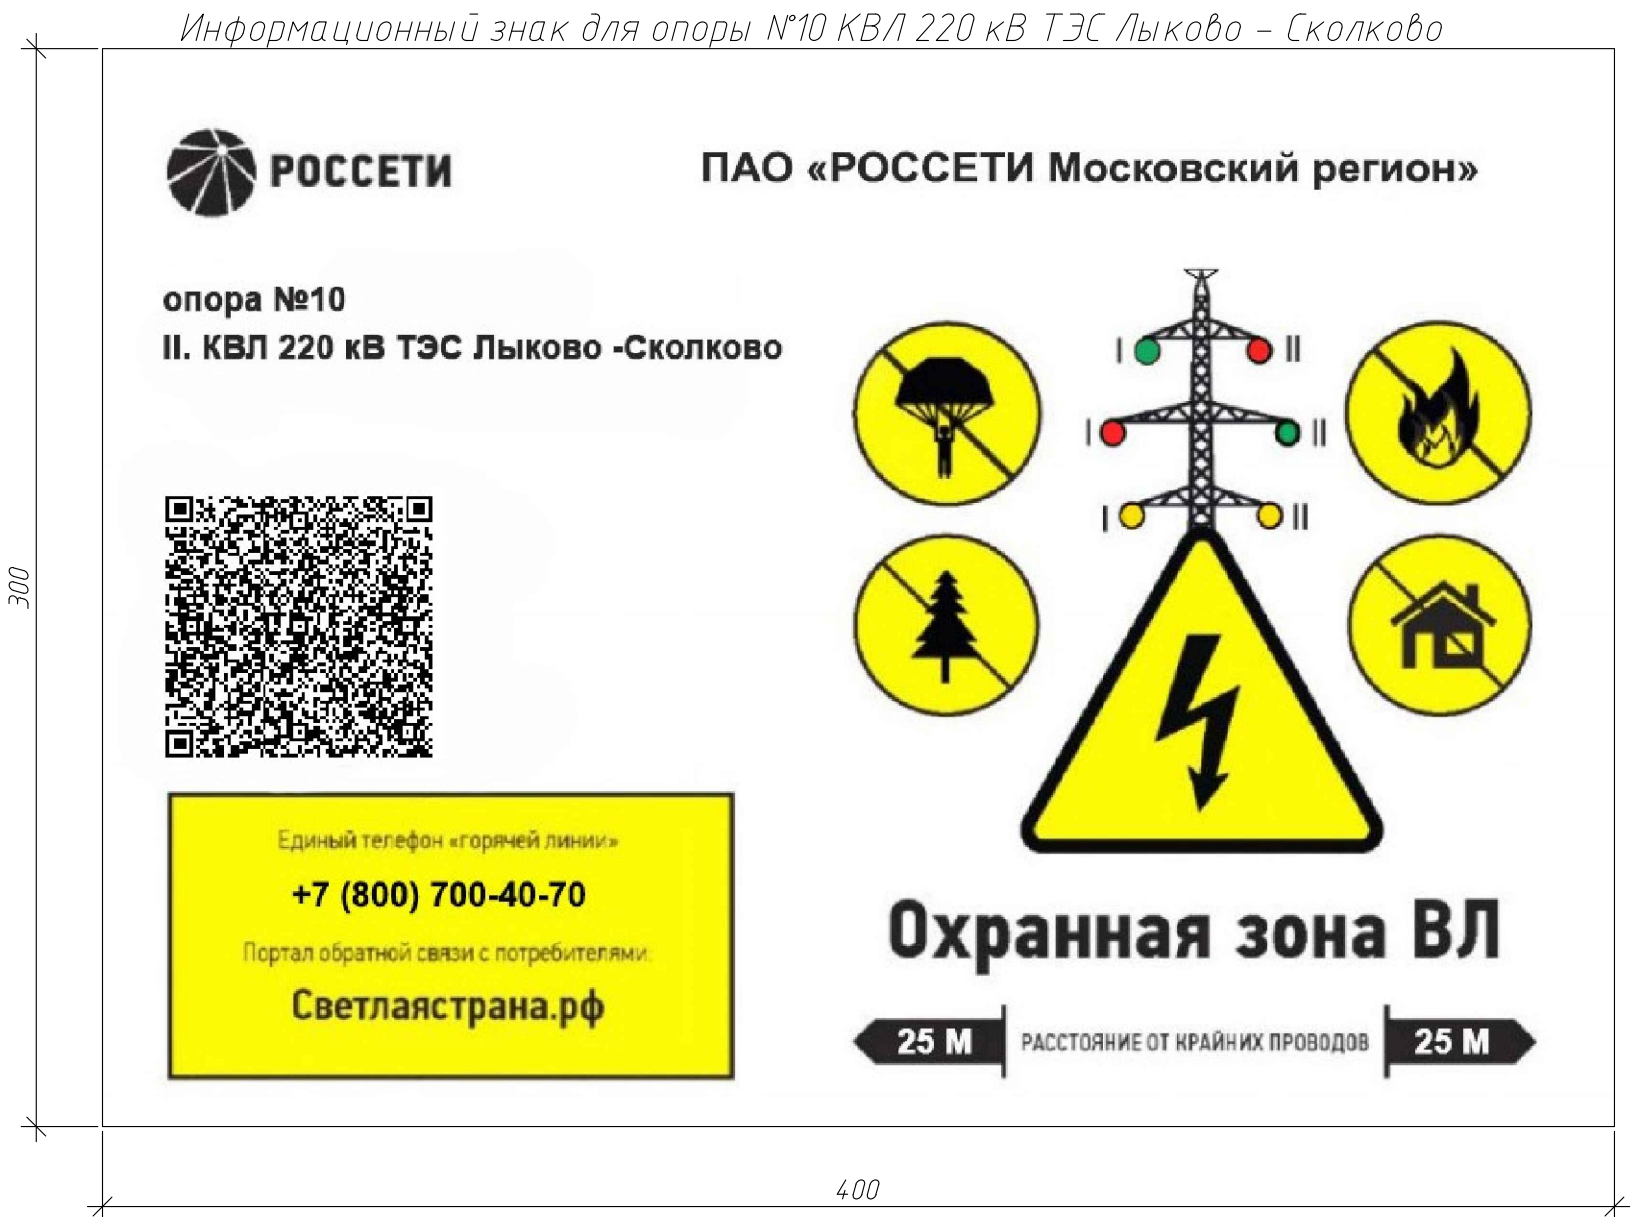 Информационный знак для опоры №10 КВЛ 220 кВ ТЭС Лыково – Сколково
РОССЕТИ
ПАО «РОССЕТИ Московский регион»
опора №10
II. КВЛ 220 кВ ТЭС Лыково -Сколково
I II
I II
I II
300
Единый телефон «горячей линии»
+7 (800) 700-40-70
Портал обратной связи с потребителями:
Светлаястрана.рф
Охранная зона ВЛ
25 М РАССТОЯНИЕ ОТ КРАЙНИХ ПРОВОДОВ 25 М
400